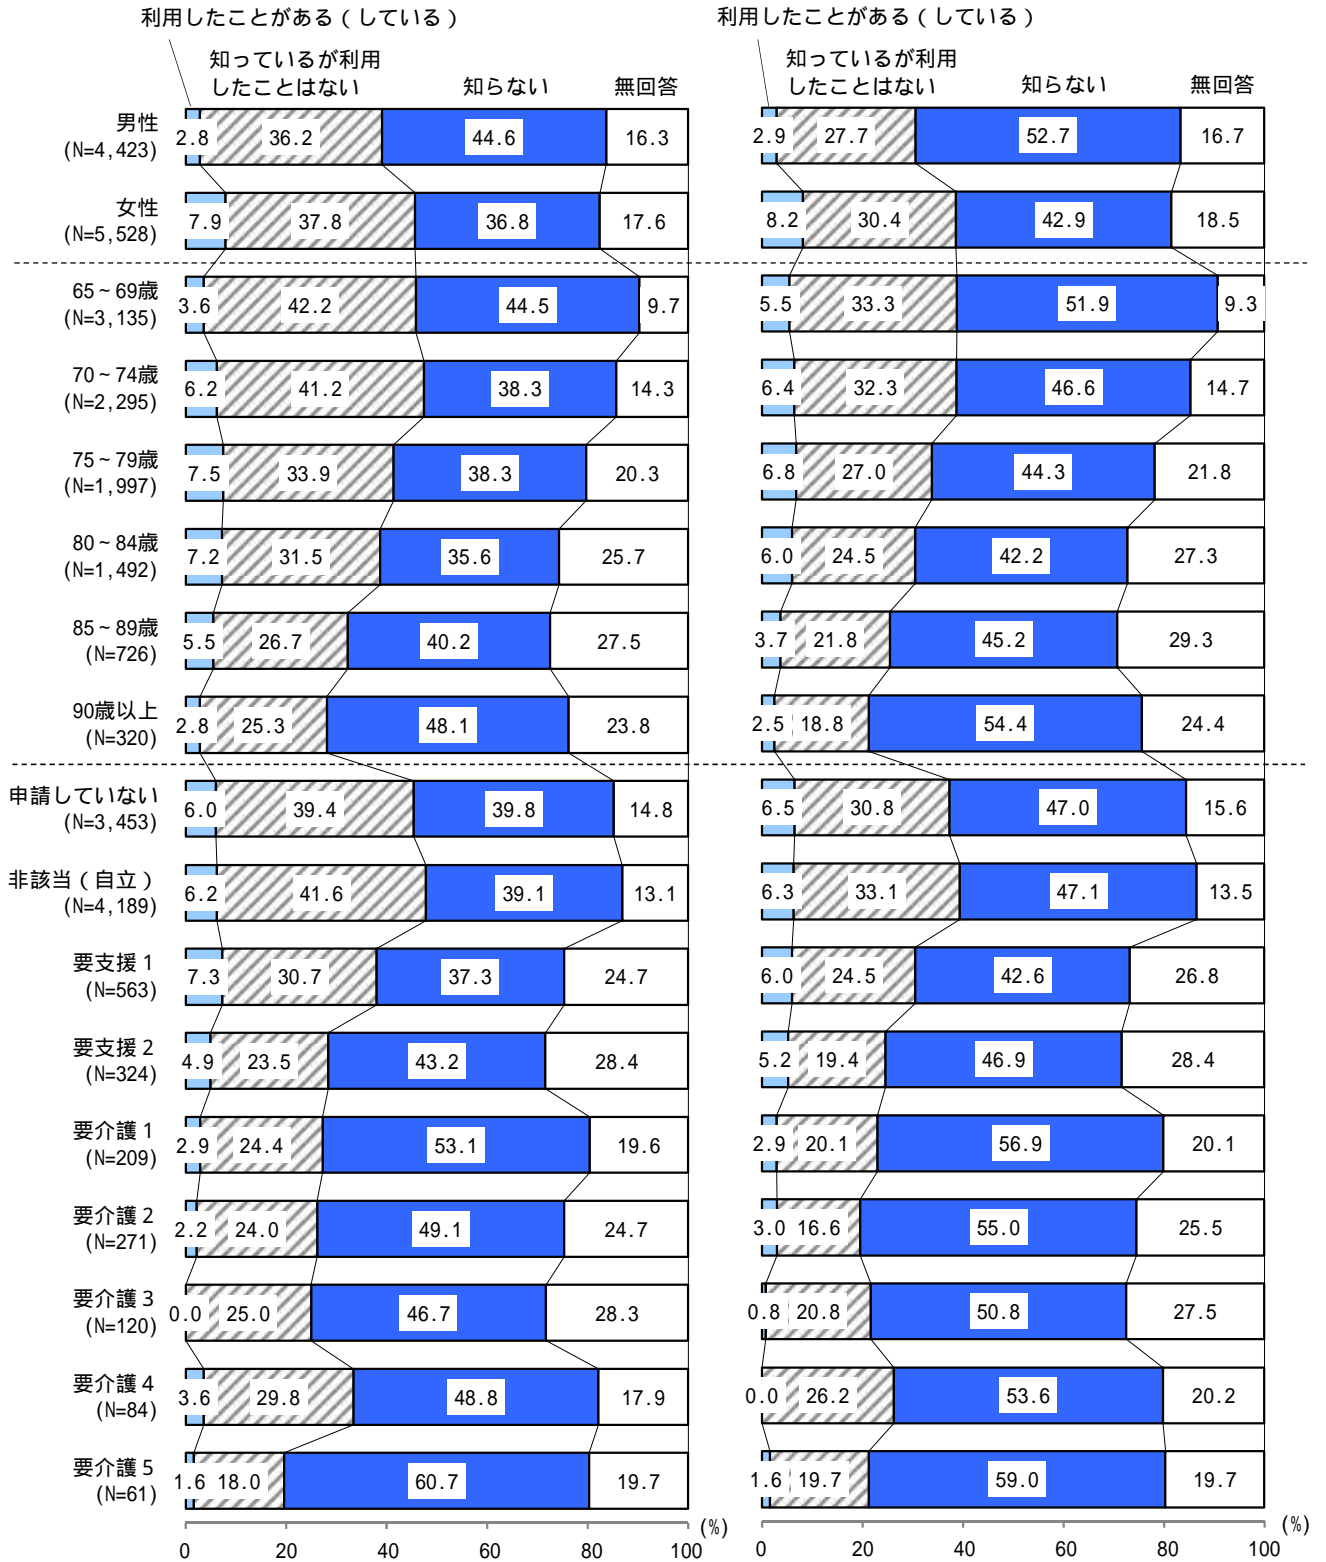 利用したことがある（している）　利用したことがある（している）
知っているが利用　知っているが利用
したことはない　知らない　無回答　したことはない　知らない　無回答
男性
(N=4,423)　2.8　36.2　44.6　16.3　2.9　27.7　52.7　16.7
女性
(N=5,528)　7.9　37.8　36.8　17.6　8.2　30.4　42.9　18.5
65～69歳
(N=3,135)　3.6　42.2　44.5　9.7　5.5　33.3　51.9　9.3
70～74歳
(N=2,295)　6.2　41.2　38.3　14.3　6.4　32.3　46.6　14.7
75～79歳
(N=1,997)　7.5　33.9　38.3　20.3　6.8　27.0　44.3　21.8
80～84歳
(N=1,492)　7.2　31.5　35.6　25.7　6.0　24.5　42.2　27.3
85～89歳
(N=726)　5.5　26.7　40.2　27.5　3.7　21.8　45.2　29.3
90歳以上
(N=320)　2.8　25.3　48.1　23.8　2.5　18.8　54.4　24.4
申請していない
(N=3,453)　6.0　39.4　39.8　14.8　6.5　30.8　47.0　15.6
非該当（自立）
(N=4,189)　6.2　41.6　39.1　13.1　6.3　33.1　47.1　13.5
要支援１
(N=563)　7.3　30.7　37.3　24.7　6.0　24.5　42.6　26.8
要支援２
(N=324)　4.9　23.5　43.2　28.4　5.2　19.4　46.9　28.4
要介護１
(N=209)　2.9　24.4　53.1　19.6　2.9　20.1　56.9　20.1
要介護２
(N=271)　2.2　24.0　49.1　24.7　3.0　16.6　55.0　25.5
要介護３
(N=120)　0.0　25.0　46.7　28.3　0.8　20.8　50.8　27.5
要介護４
(N=84)　3.6　29.8　48.8　17.9　0.0　26.2　53.6　20.2
要介護５
(N=61)　1.6　18.0　60.7　19.7　1.6　19.7　59.0　19.7
(%)　(%)
0　20　40　60　80　100　0　20　40　60　80　100